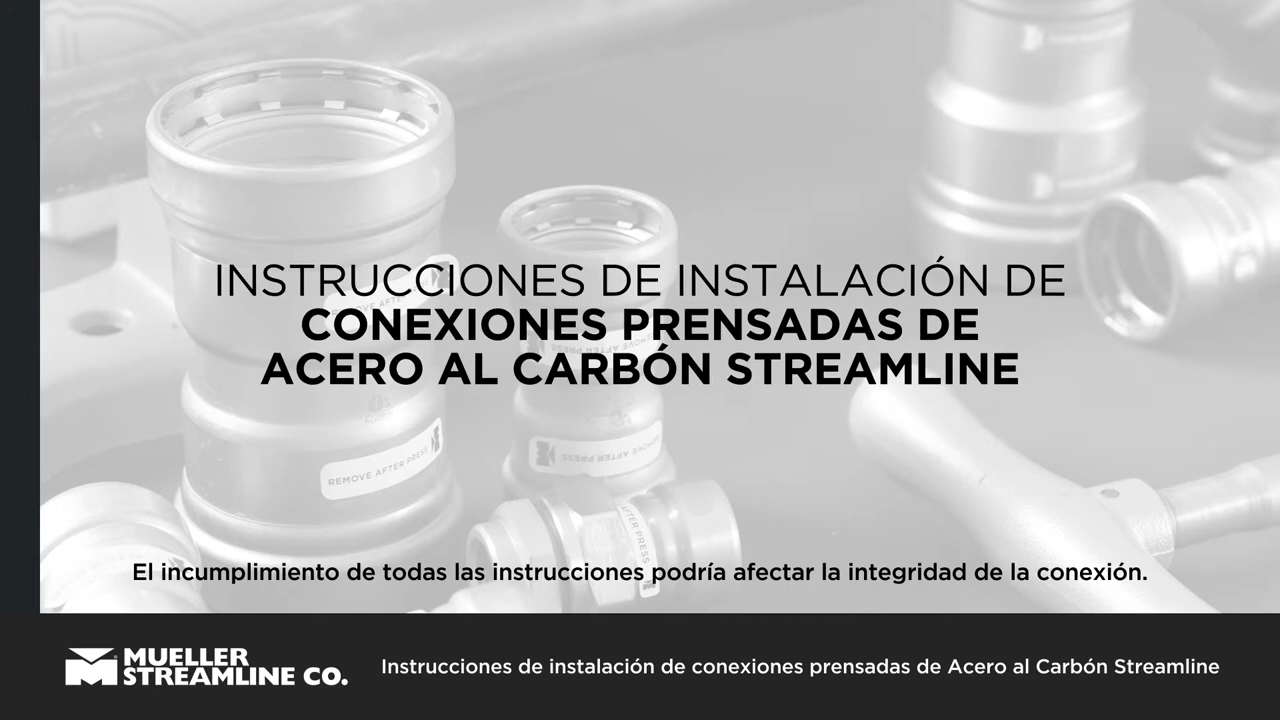 INSTRUCCIONES DE INSTALACIÓN DE
CONEXIONES PRENSADAS DE
ACERO AL CARBÓN STREAMLINE
REMOVE AFTER PRESS
REMOVE AFTER PRESS
AFTER PRESS
El incumplimiento de todas las instrucciones podría afectar la integridad de la conexión.
MUELLER
STREAMLINE CO.
Instrucciones de instalación de conexiones prensadas de Acero al Carbón Streamline